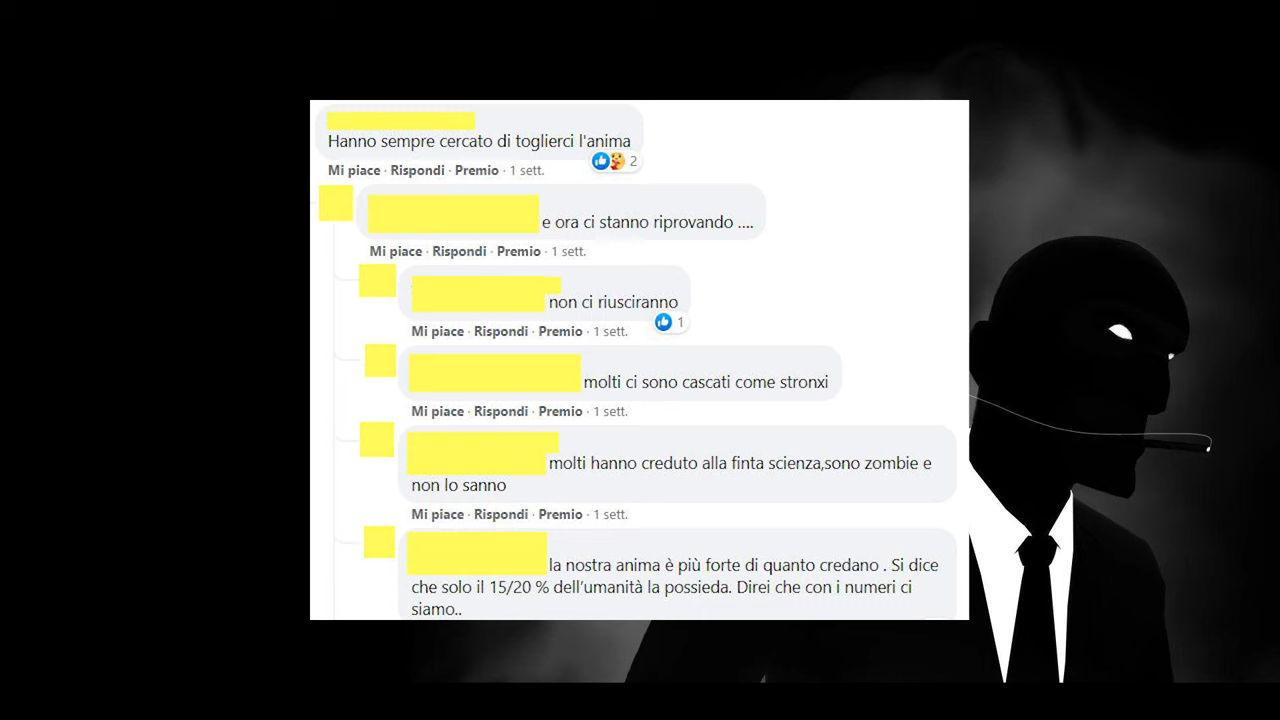 Hanno sempre cercato di toglierci l'anima
2
Mi piace · Rispondi · Premio · 1 sett.
e ora ci stanno riprovando ....
Mi piace · Rispondi · Premio · 1 sett.
non ci riusciranno
1
Mi piace · Rispondi · Premio · 1 sett.
molti ci sono cascati come stronxi
Mi piace · Rispondi · Premio · 1 sett.
molti hanno creduto alla finta scienza,sono zombie e
non lo sanno
Mi piace · Rispondi · Premio · 1 sett.
la nostra anima è più forte di quanto credano . Si dice
che solo il 15/20 % dell’umanità la possieda. Direi che con i numeri ci
siamo..